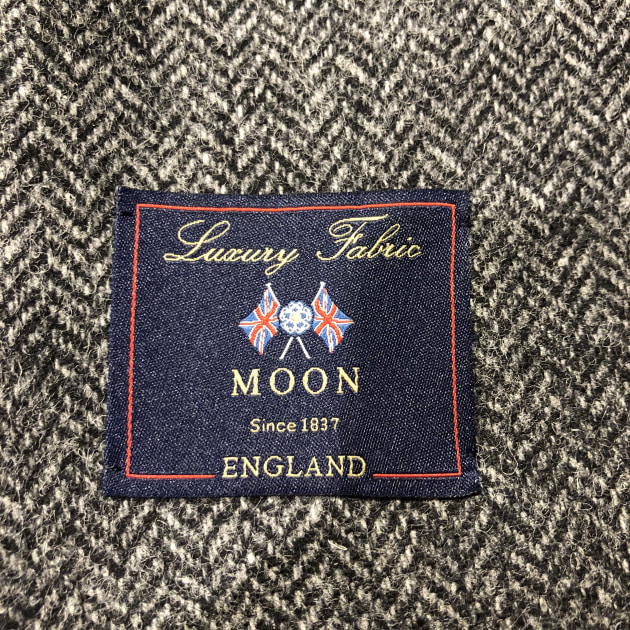 Luxury Fabric
MOON
Since 1837
ENGLAND